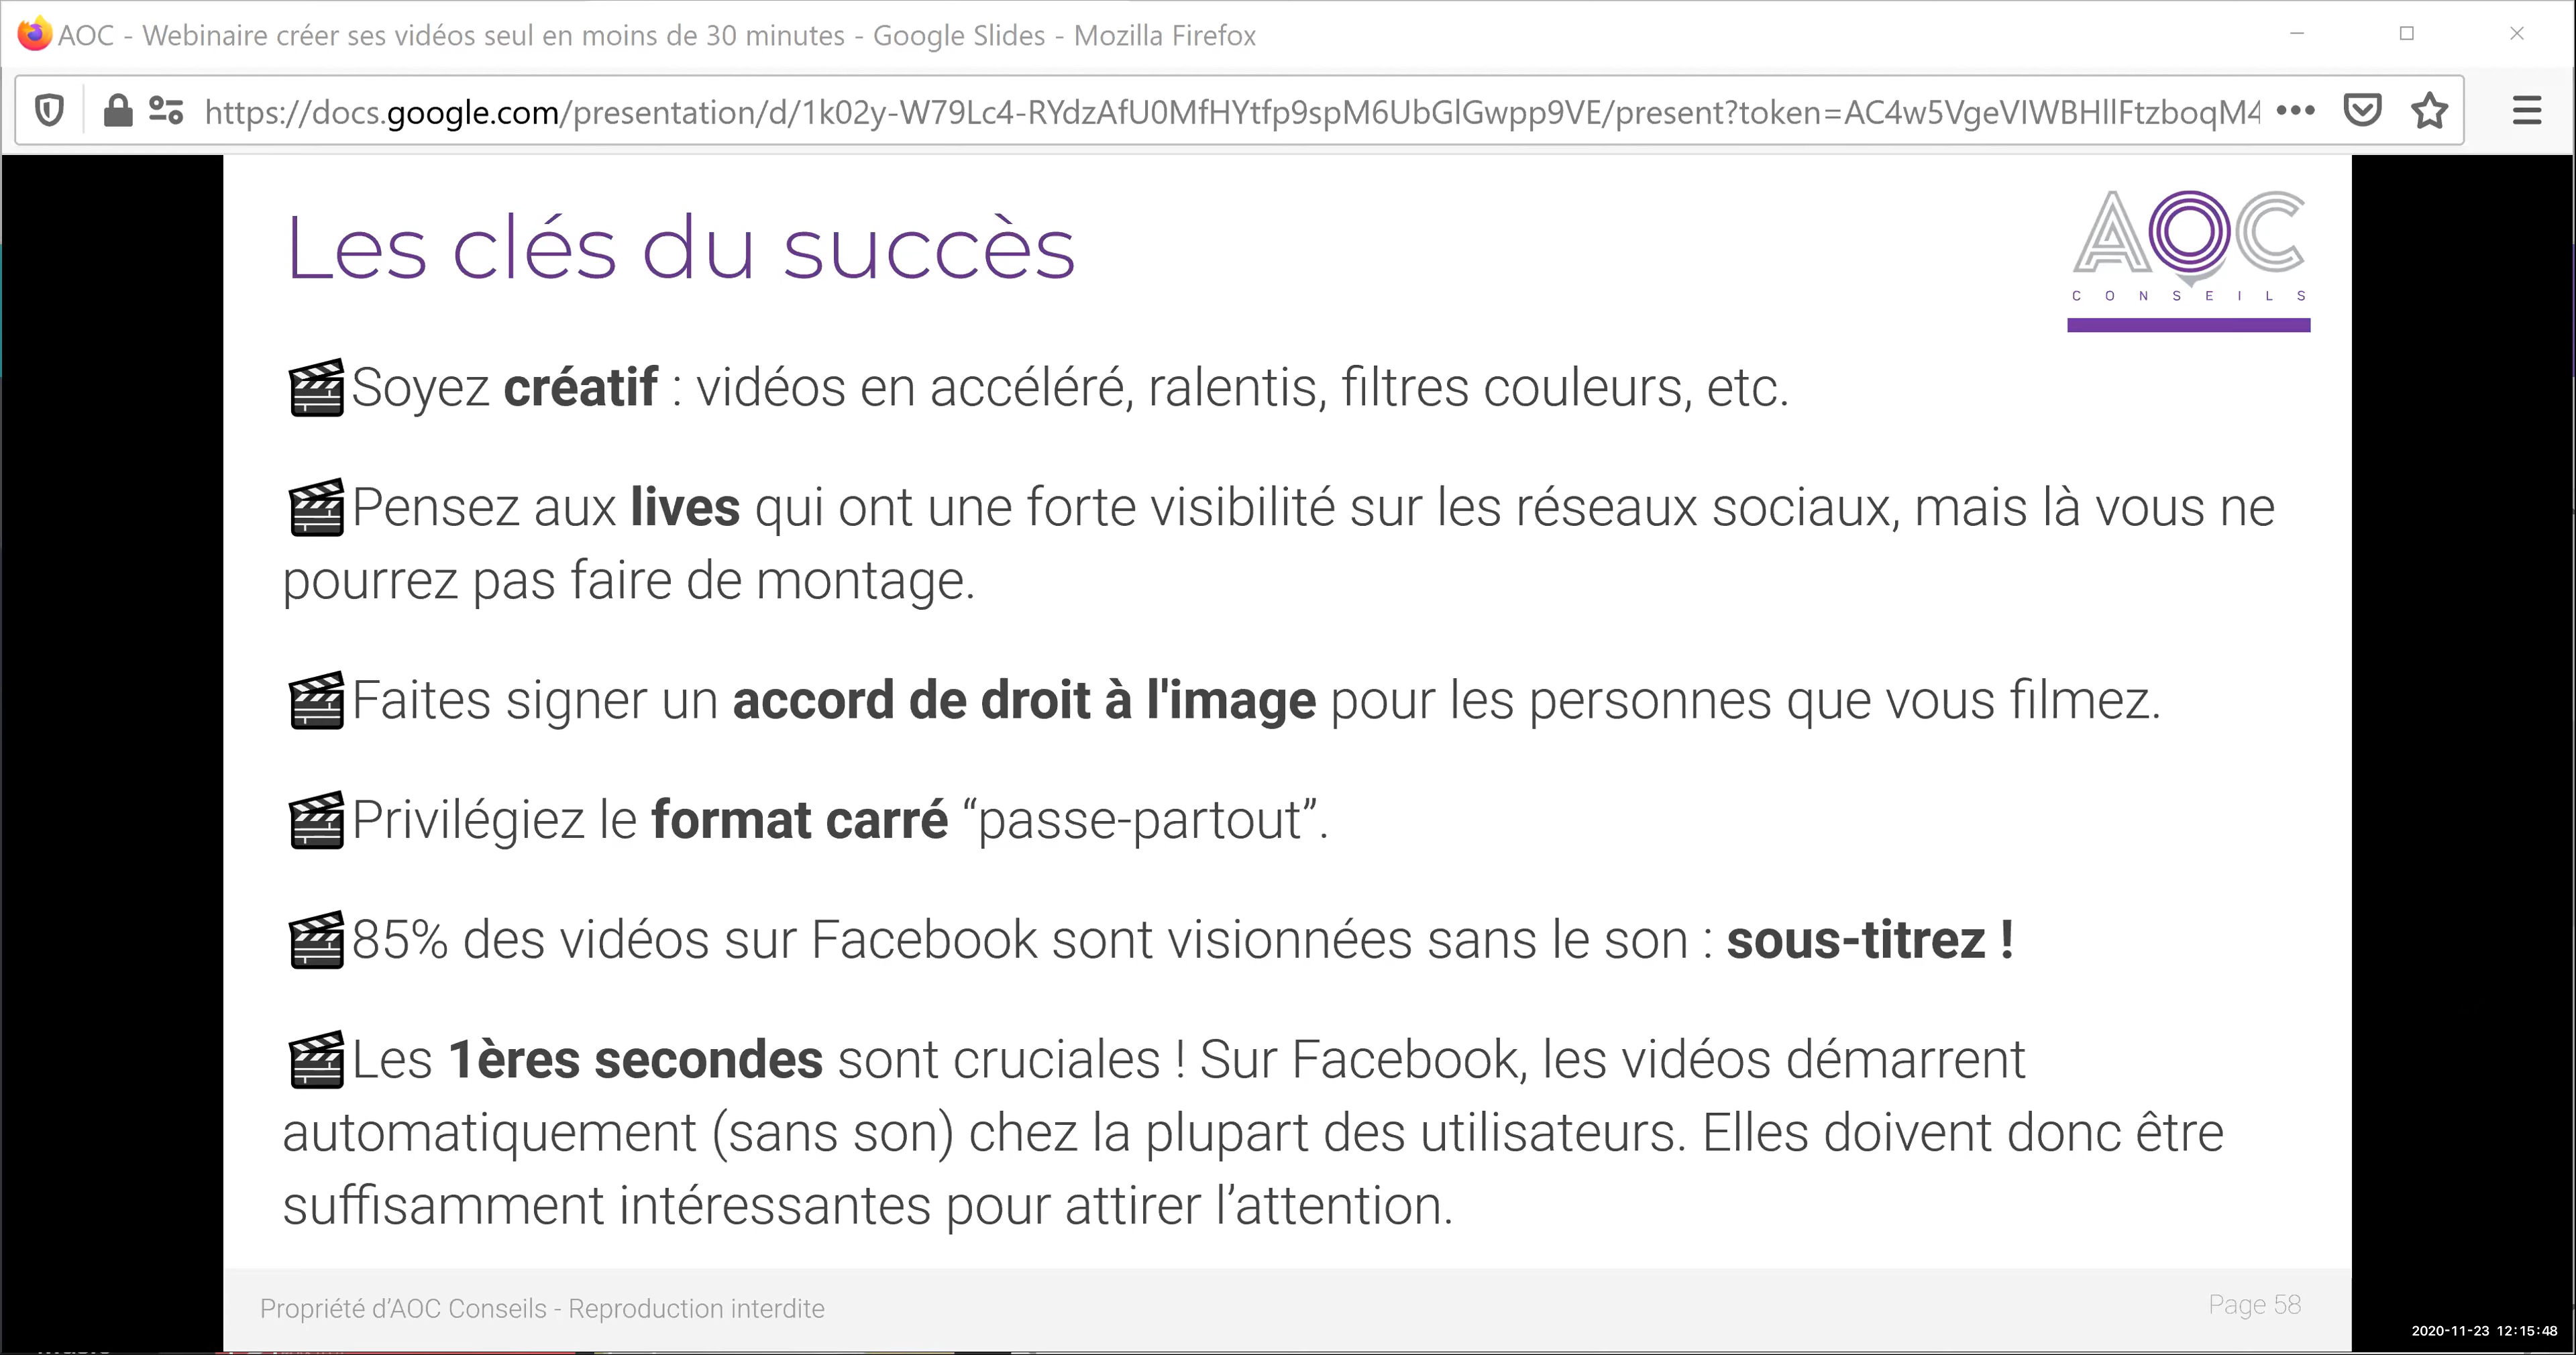 AOC - Webinaire créer ses vidéos seul en moins de 30 minutes - Google Slides - Mozilla Firefox
https://docs.google.com/presentation/d/1k02y-W79Lc4-RYdzAfU0MfHYtfp9spM6UbGlGwpp9VE/present?token=AC4w5VgeVIWBHllFtzboqM4
Les clés du succès
AOC
CONSEILS
Soyez créatif : vidéos en accéléré, ralentis, filtres couleurs, etc.
Pensez aux lives qui ont une forte visibilité sur les réseaux sociaux, mais là vous ne
pourrez pas faire de montage.
Faites signer un accord de droit à l'image pour les personnes que vous filmez.
Privilégiez le format carré “passe-partout”.
85% des vidéos sur Facebook sont visionnées sans le son : sous-titrez !
Les 1ères secondes sont cruciales ! Sur Facebook, les vidéos démarrent
automatiquement (sans son) chez la plupart des utilisateurs. Elles doivent donc être
suffisamment intéressantes pour attirer l’attention.
Propriété d’AOC Conseils - Reproduction interdite
Page 58
2020-11-23 12:15:48